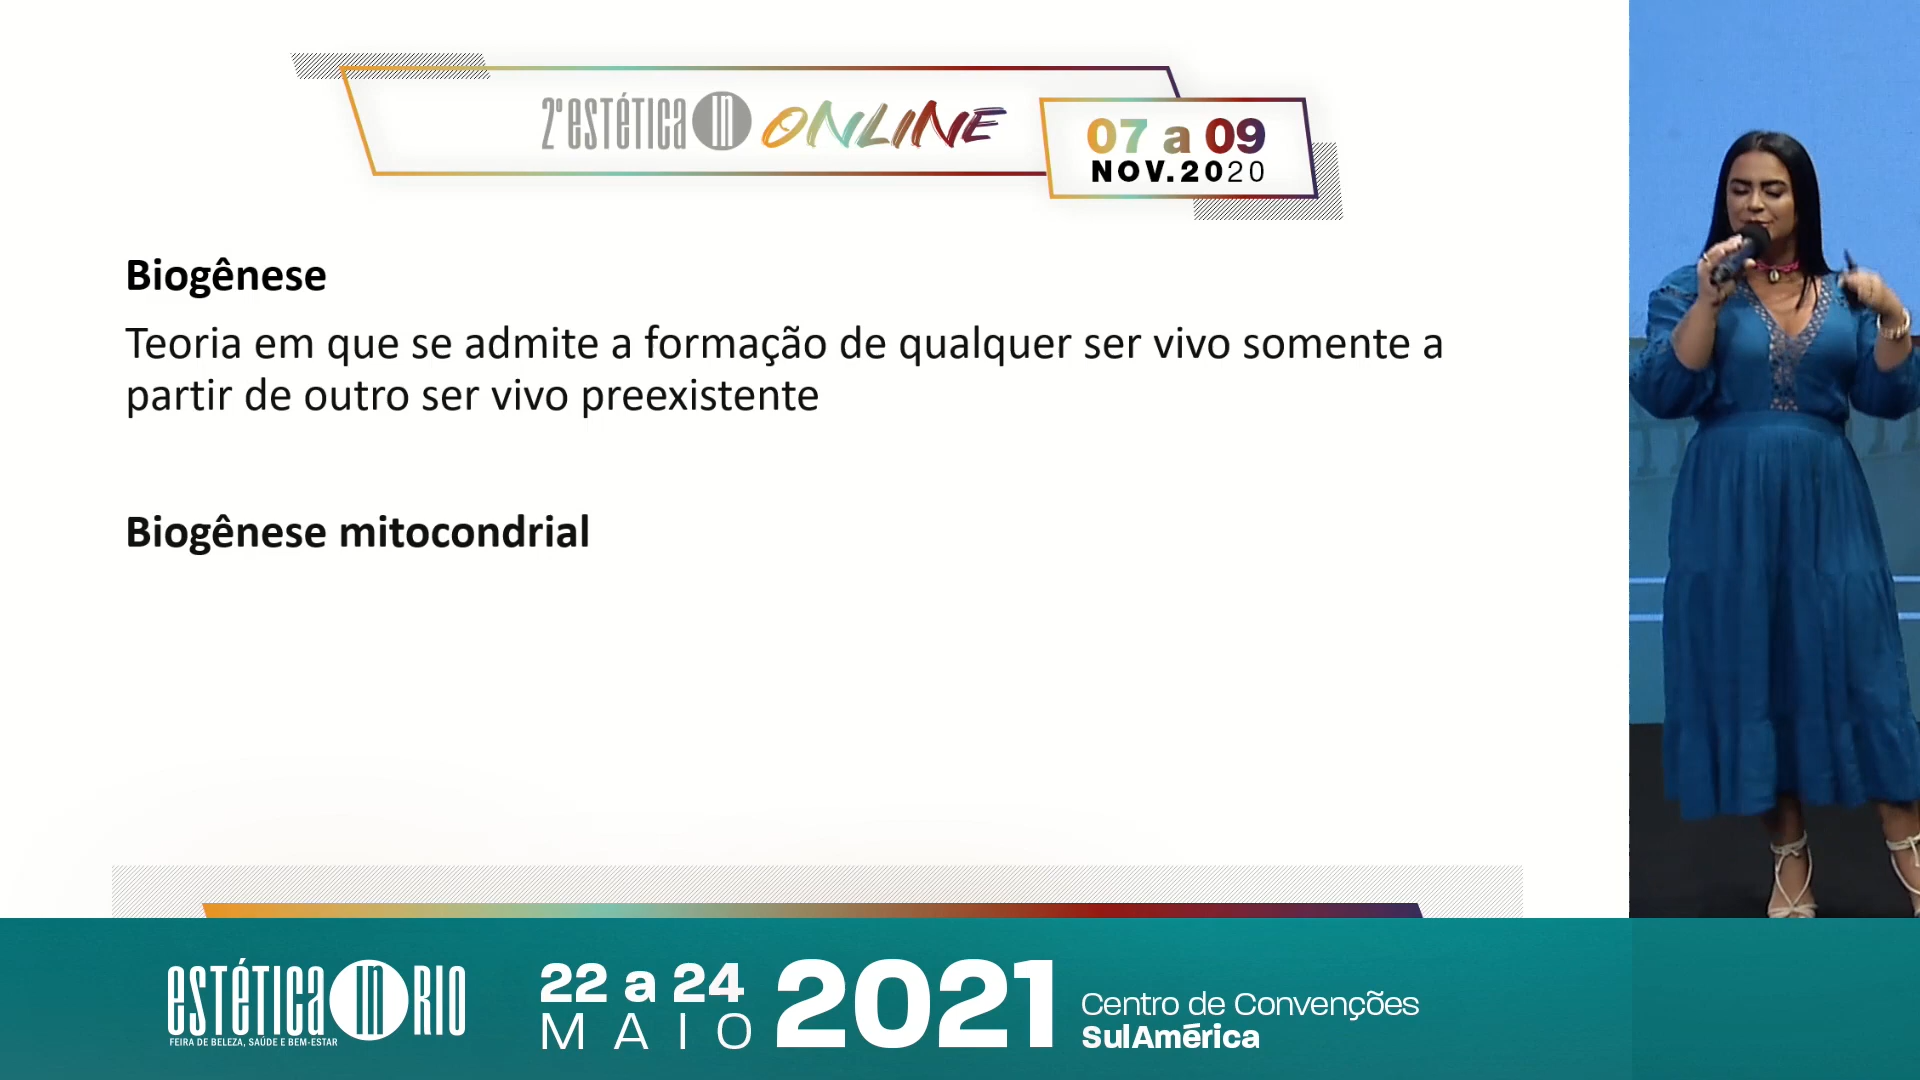 2ª estética in ONLINE
07 a 09
NOV.2020
Biogênese
Teoria em que se admite a formação de qualquer ser vivo somente a
partir de outro ser vivo preexistente
Biogênese mitocondrial
estética in RIO
FEIRA DE BELEZA, SAÚDE E BEM-ESTAR
22 a 24
MAIO
2021
Centro de Convenções
SulAmérica